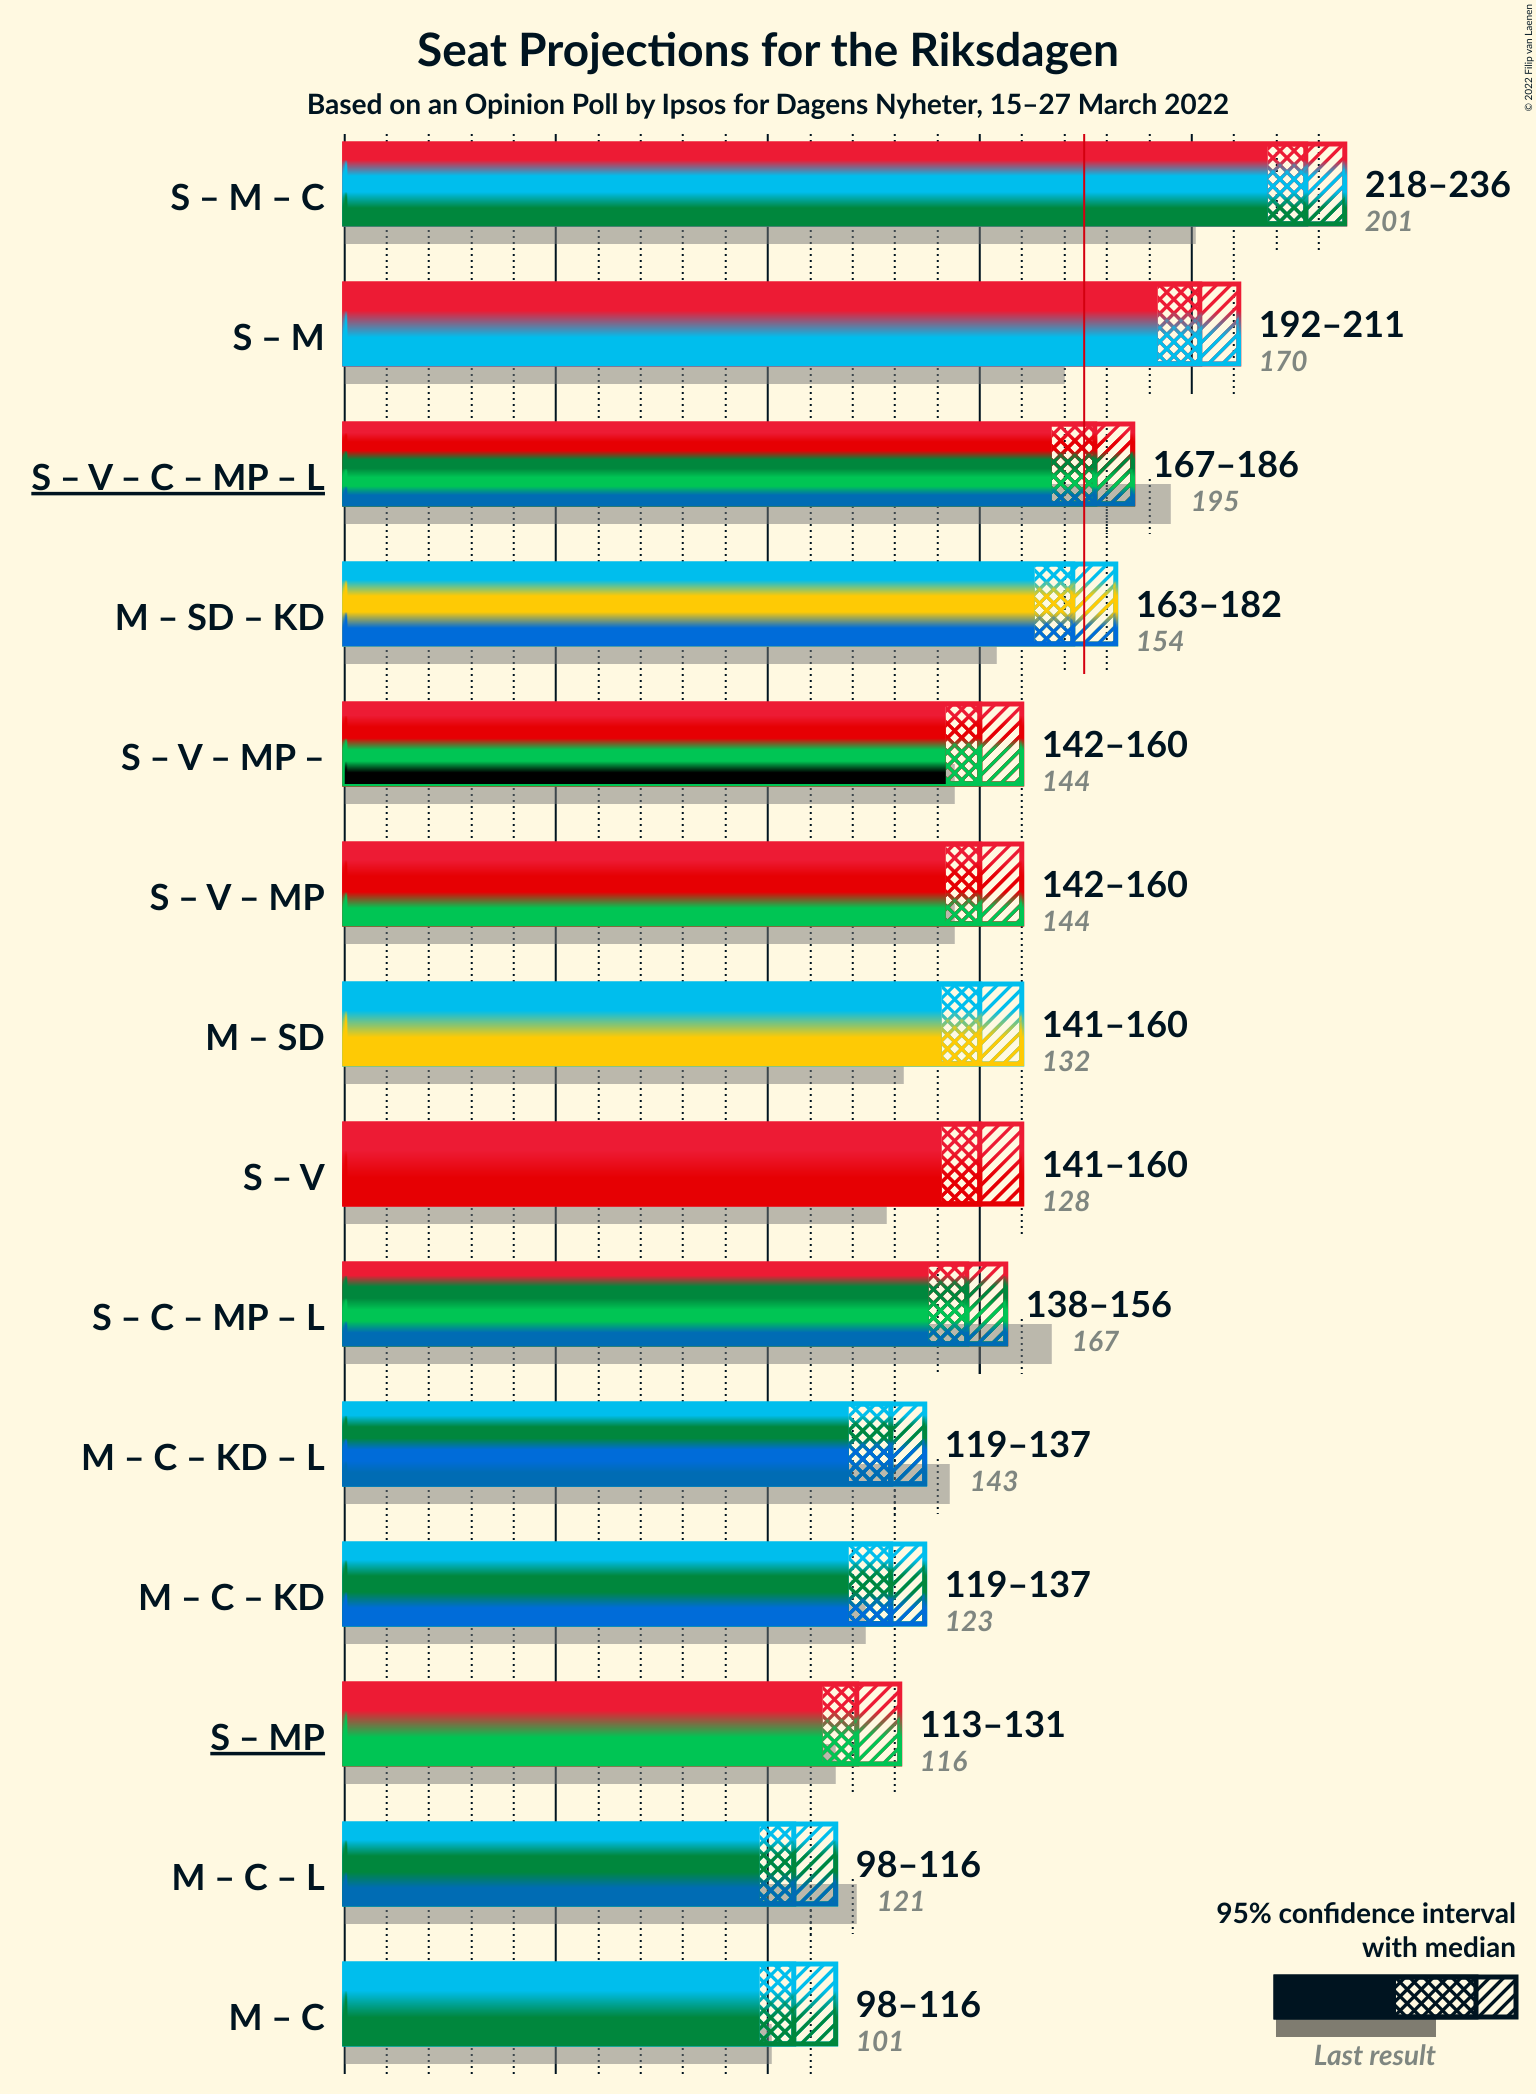 Seat Projections for the Riksdagen
Based on an Opinion Poll by Ipsos for Dagens Nyheter, 15–27 March 2022
© 2022 Filip van Laenen
S – M – C
218–236
201
S – M
192–211
170
S – V – C – MP – L
167–186
195
M – SD – KD
163–182
154
S – V – MP –
142–160
144
S – V – MP
142–160
144
M – SD
141–160
132
S – V
141–160
128
S – C – MP – L
138–156
167
M – C – KD – L
119–137
143
M – C – KD
119–137
123
S – MP
113–131
116
M – C – L
98–116
121
M – C
98–116
101
95% confidence interval
with median
Last result